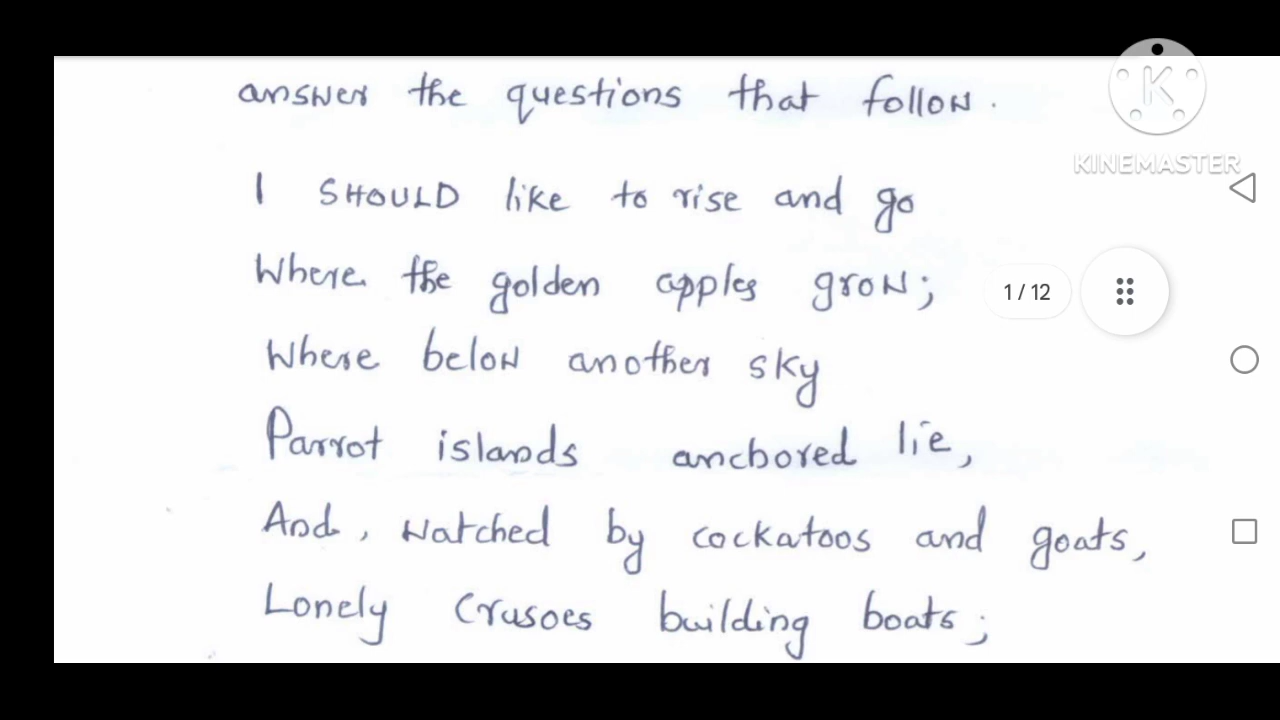 answer the questions that follow.
K
KINEMASTER
I SHOULD like to rise and go
Where the golden apples grow;
1 / 12
Where below another sky
Parrot islands anchored lie,
And, watched by cockatoos and goats,
Lonely Crusoes building boats;